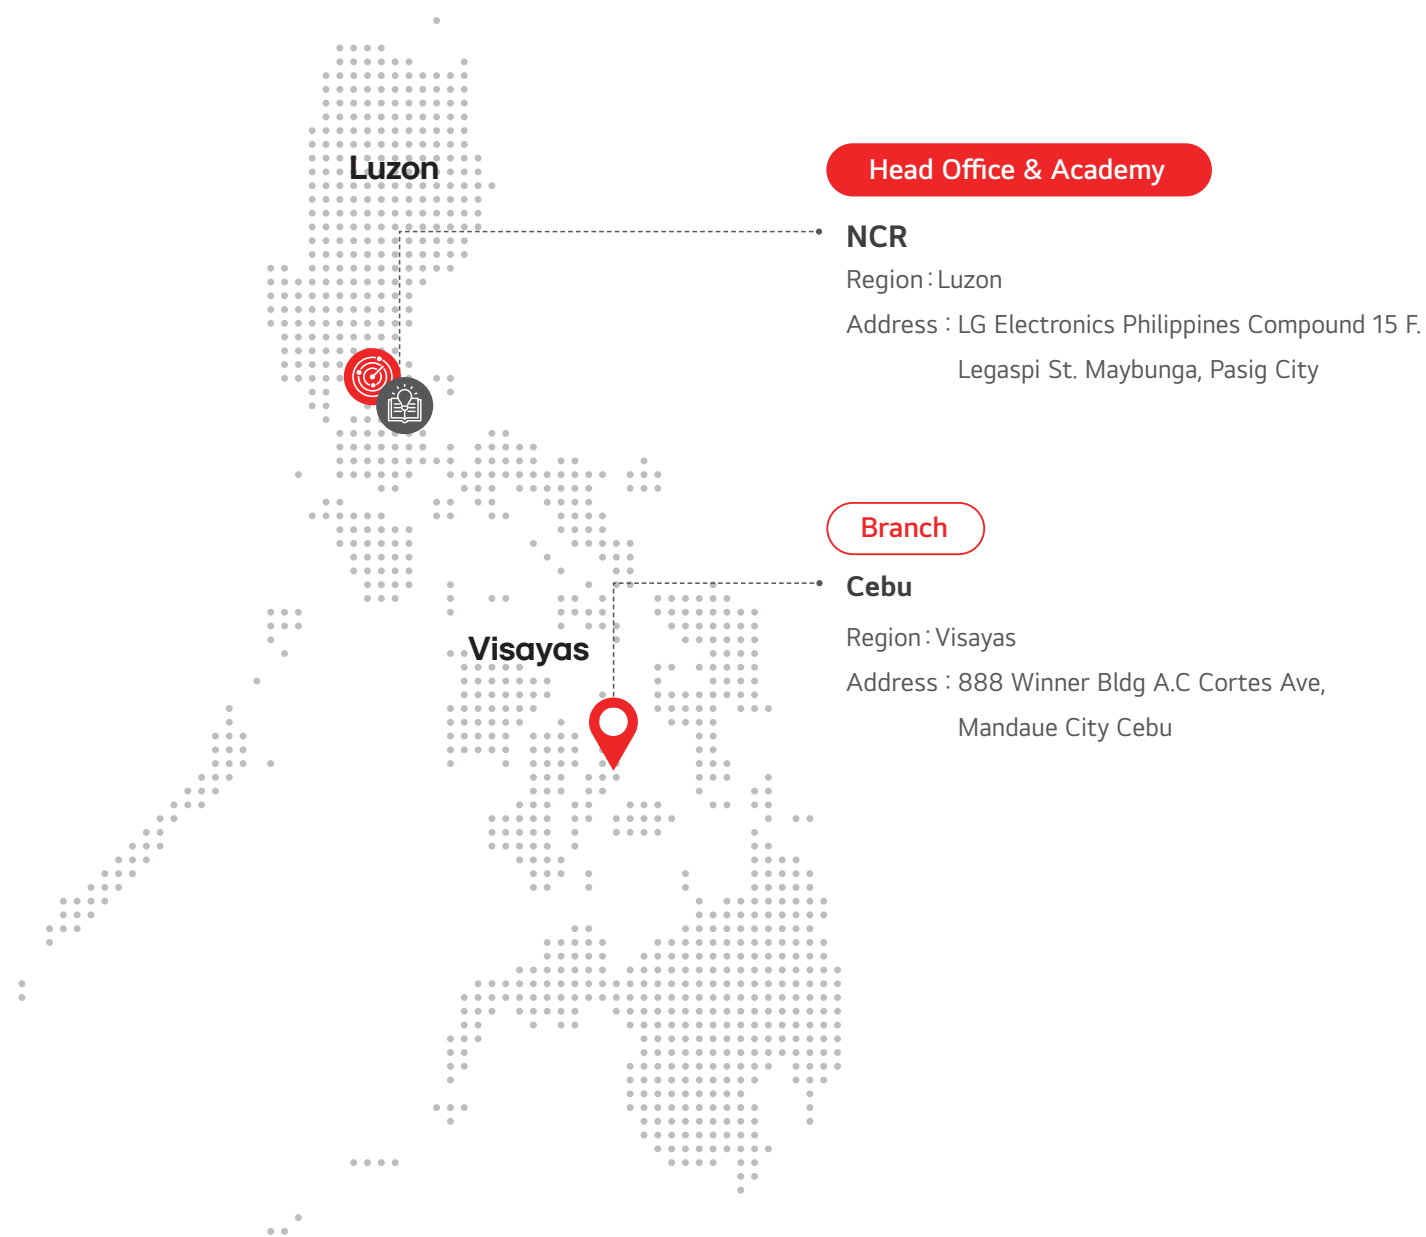 Luzon
Head Office & Academy
NCR
Region : Luzon
Address : LG Electronics Philippines Compound 15 F.
Legaspi St. Maybunga, Pasig City
Branch
Cebu
Visayas
Region : Visayas
Address : 888 Winner Bldg A.C Cortes Ave,
Mandaue City Cebu